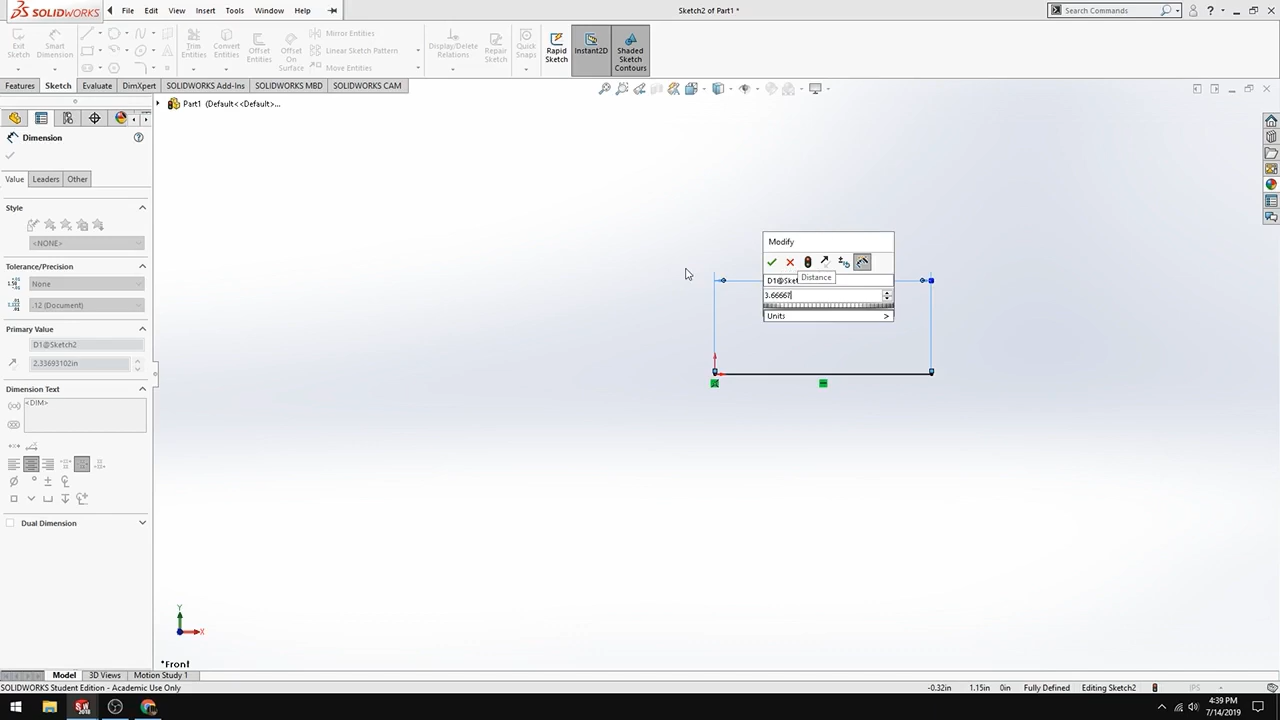 SOLIDWORKS
File Edit View Insert Tools Window Help
Sketch2 of Part1 *
Search Commands
Exit Sketch
Smart Dimension
Trim Entities
Convert Entities
Offset Entities
Offset On Surface
Mirror Entities
Linear Sketch Pattern
Move Entities
Display/Delete Relations
Repair Sketch
Quick Snaps
Rapid Sketch
Instant2D
Shaded Sketch Contours
Features Sketch Evaluate DimXpert SOLIDWORKS Add-Ins SOLIDWORKS MBD SOLIDWORKS CAM
Part1 (Default<<Default>...
Dimension
Value Leaders Other
Style
<NONE>
Tolerance/Precision
None
.12 (Document)
Primary Value
D1@Sketch2
2.33693102in
Dimension Text
<DIM>
Dual Dimension
Modify
D1@Sket
Distance
3.66667
Units >
Y
X
*Front
Model 3D Views Motion Study 1
SOLIDWORKS Student Edition - Academic Use Only
-0.32in 1.15in 0in Fully Defined Editing Sketch2 IPS
4:39 PM
7/14/2019